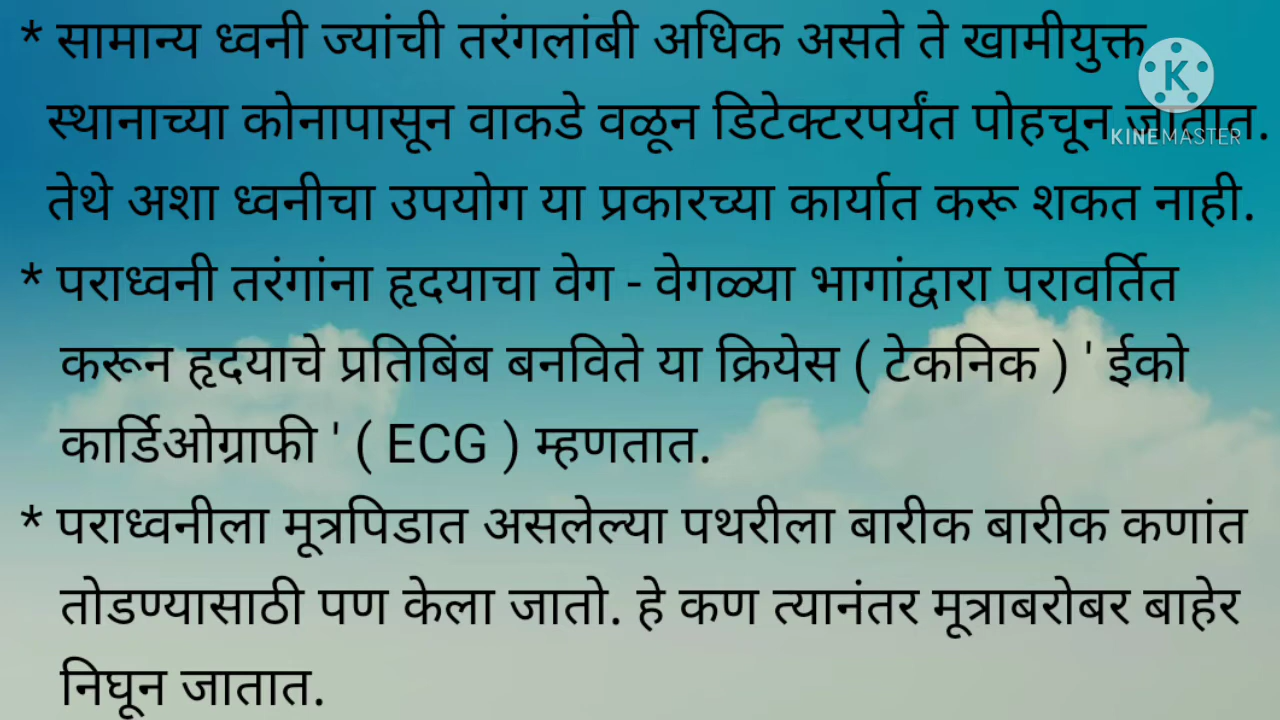 * सामान्य ध्वनी ज्यांची तरंगलांबी अधिक असते ते खामीयुक्त
स्थानाच्या कोनापासून वाकडे वळून डिटेक्टरपर्यंत पोहचून जातात.
तेथे अशा ध्वनीचा उपयोग या प्रकारच्या कार्यात करू शकत नाही.
* पराध्वनी तरंगांना हृदयाचा वेग - वेगळ्या भागांद्वारा परावर्तित
करून हृदयाचे प्रतिबिंब बनविते या क्रियेस ( टेकनिक ) ' ईको
कार्डिओग्राफी ' ( ECG ) म्हणतात.
* पराध्वनीला मूत्रपिडात असलेल्या पथरीला बारीक बारीक कणांत
तोडण्यासाठी पण केला जातो. हे कण त्यानंतर मूत्राबरोबर बाहेर
निघून जातात.
K
KINEMASTER